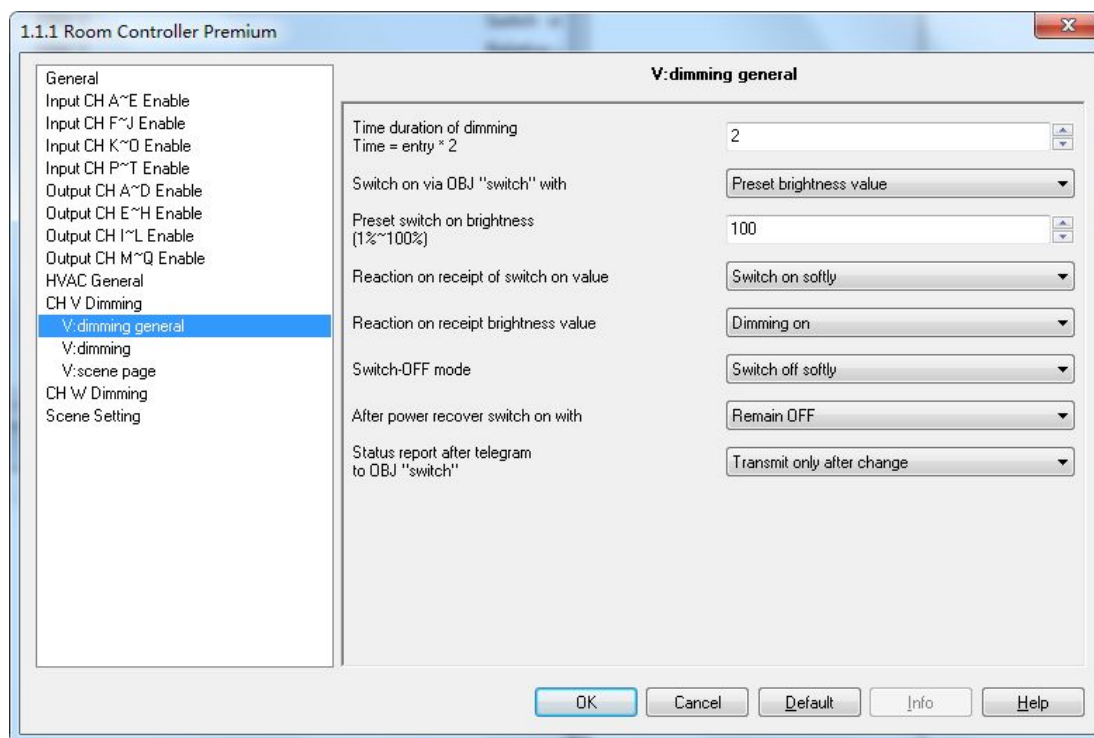 1.1.1 Room Controller Premium
General
Input CH A~E Enable
Input CH F~J Enable
Input CH K~O Enable
Input CH P~T Enable
Output CH A~D Enable
Output CH E~H Enable
Output CH I~L Enable
Output CH M~Q Enable
HVAC General
CH V Dimming
V:dimming general
V:dimming
V:scene page
CH W Dimming
Scene Setting
V:dimming general
Time duration of dimming
Time = entry * 2
2
Switch on via OBJ "switch" with
Preset brightness value
Preset switch on brightness
(1%~100%)
100
Reaction on receipt of switch on value
Switch on softly
Reaction on receipt brightness value
Dimming on
Switch-OFF mode
Switch off softly
After power recover switch on with
Remain OFF
Status report after telegram
to OBJ "switch"
Transmit only after change
OK
Cancel
Default
Info
Help